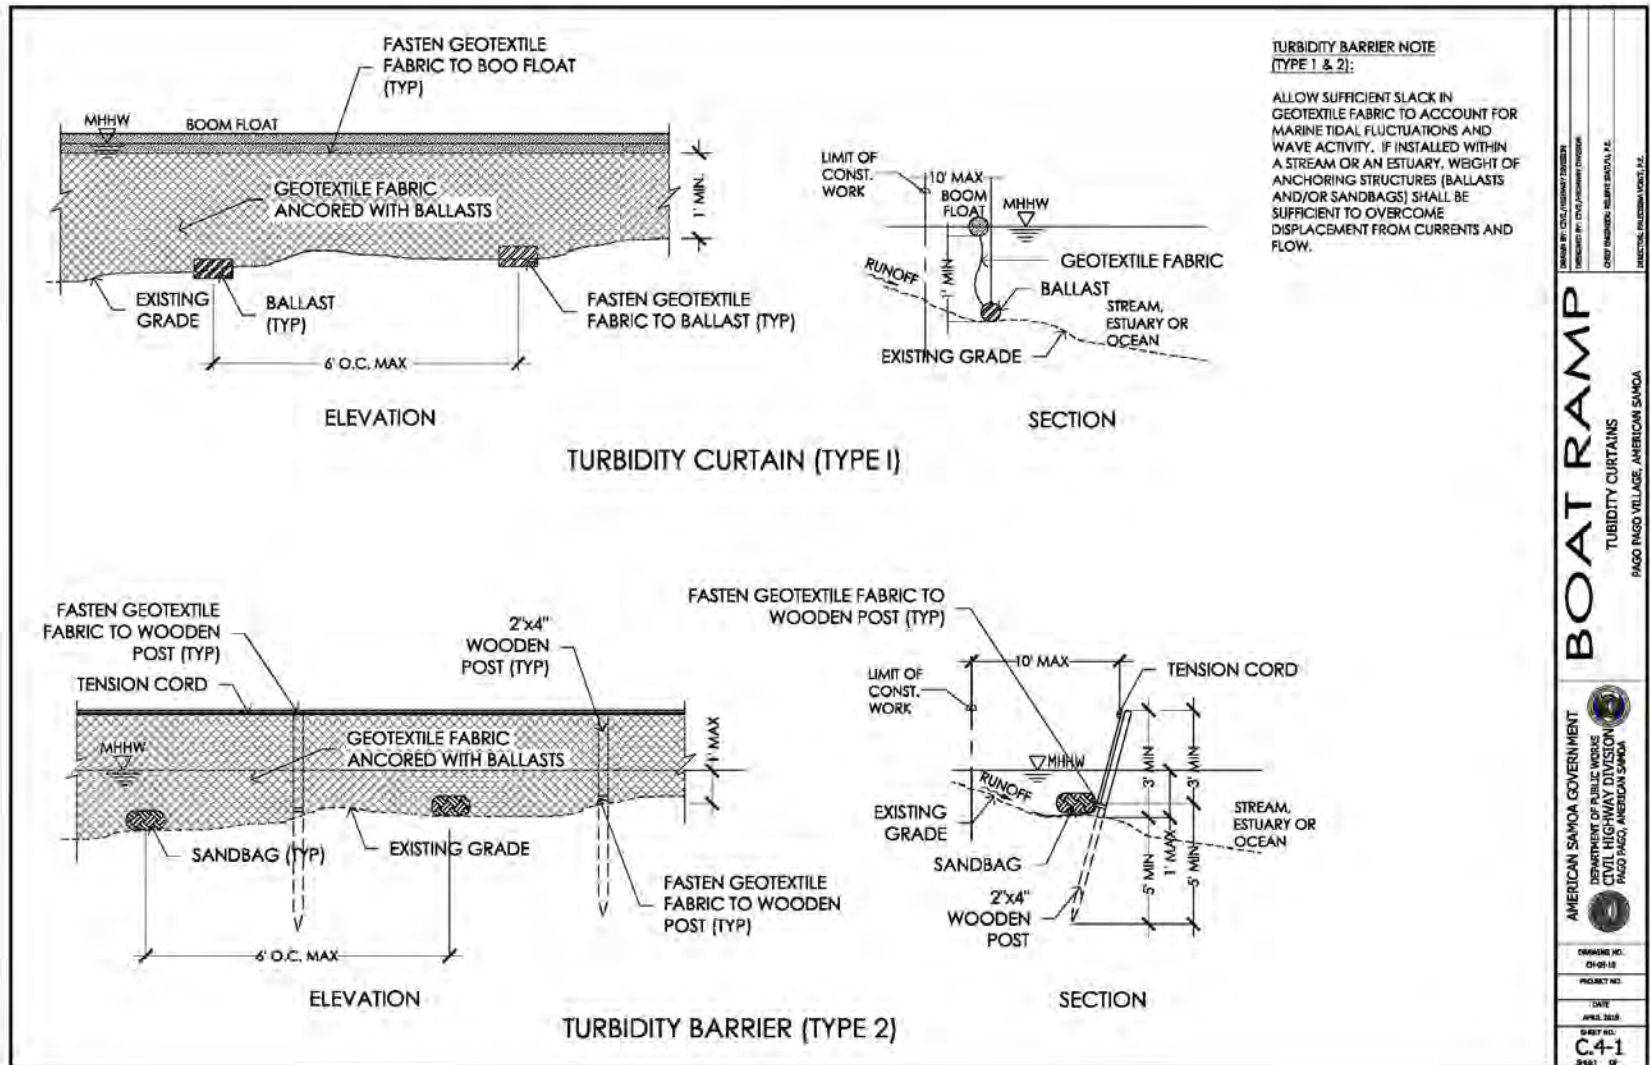 FASTEN GEOTEXTILE
FABRIC TO BOO FLOAT
(TYP)
MHHW
BOOM FLOAT
GEOTEXTILE FABRIC
ANCORED WITH BALLASTS
1' MIN.
EXISTING
GRADE
BALLAST
(TYP)
FASTEN GEOTEXTILE
FABRIC TO BALLAST (TYP)
6' O.C. MAX
ELEVATION
LIMIT OF
CONST.
WORK
10' MAX
BOOM
FLOAT
MHHW
GEOTEXTILE FABRIC
RUNOFF
1' MIN
BALLAST
STREAM,
ESTUARY OR
OCEAN
EXISTING GRADE
SECTION
TURBIDITY CURTAIN (TYPE I)
TURBIDITY BARRIER NOTE
(TYPE 1 & 2):
ALLOW SUFFICIENT SLACK IN
GEOTEXTILE FABRIC TO ACCOUNT FOR
MARINE TIDAL FLUCTUATIONS AND
WAVE ACTIVITY. IF INSTALLED WITHIN
A STREAM OR AN ESTUARY, WEIGHT OF
ANCHORING STRUCTURES (BALLASTS
AND/OR SANDBAGS) SHALL BE
SUFFICIENT TO OVERCOME
DISPLACEMENT FROM CURRENTS AND
FLOW.
FASTEN GEOTEXTILE
FABRIC TO WOODEN
POST (TYP)
TENSION CORD
2"x4"
WOODEN
POST (TYP)
MHHW
GEOTEXTILE FABRIC
ANCORED WITH BALLASTS
1' MAX
SANDBAG (TYP)
EXISTING GRADE
FASTEN GEOTEXTILE
FABRIC TO WOODEN
POST (TYP)
6' O.C. MAX
ELEVATION
FASTEN GEOTEXTILE FABRIC TO
WOODEN POST (TYP)
LIMIT OF
CONST.
WORK
10' MAX
TENSION CORD
MHHW
RUNOFF
EXISTING
GRADE
SANDBAG
2"x4"
WOODEN
POST
3' MIN
3' MIN
5' MIN
1' MAX
5' MIN
STREAM,
ESTUARY OR
OCEAN
SECTION
TURBIDITY BARRIER (TYPE 2)
BOAT RAMP
TUBIDITY CURTAINS
PAGO PAGO VILLAGE, AMERICAN SAMOA
AMERICAN SAMOA GOVERNMENT
DEPARTMENT OF PUBLIC WORKS
CIVIL HIGHWAY DIVISION
PAGO PAGO, AMERICAN SAMOA
DRAWING NO.
PROJECT NO.
DATE
SHEET NO.
C.4-1